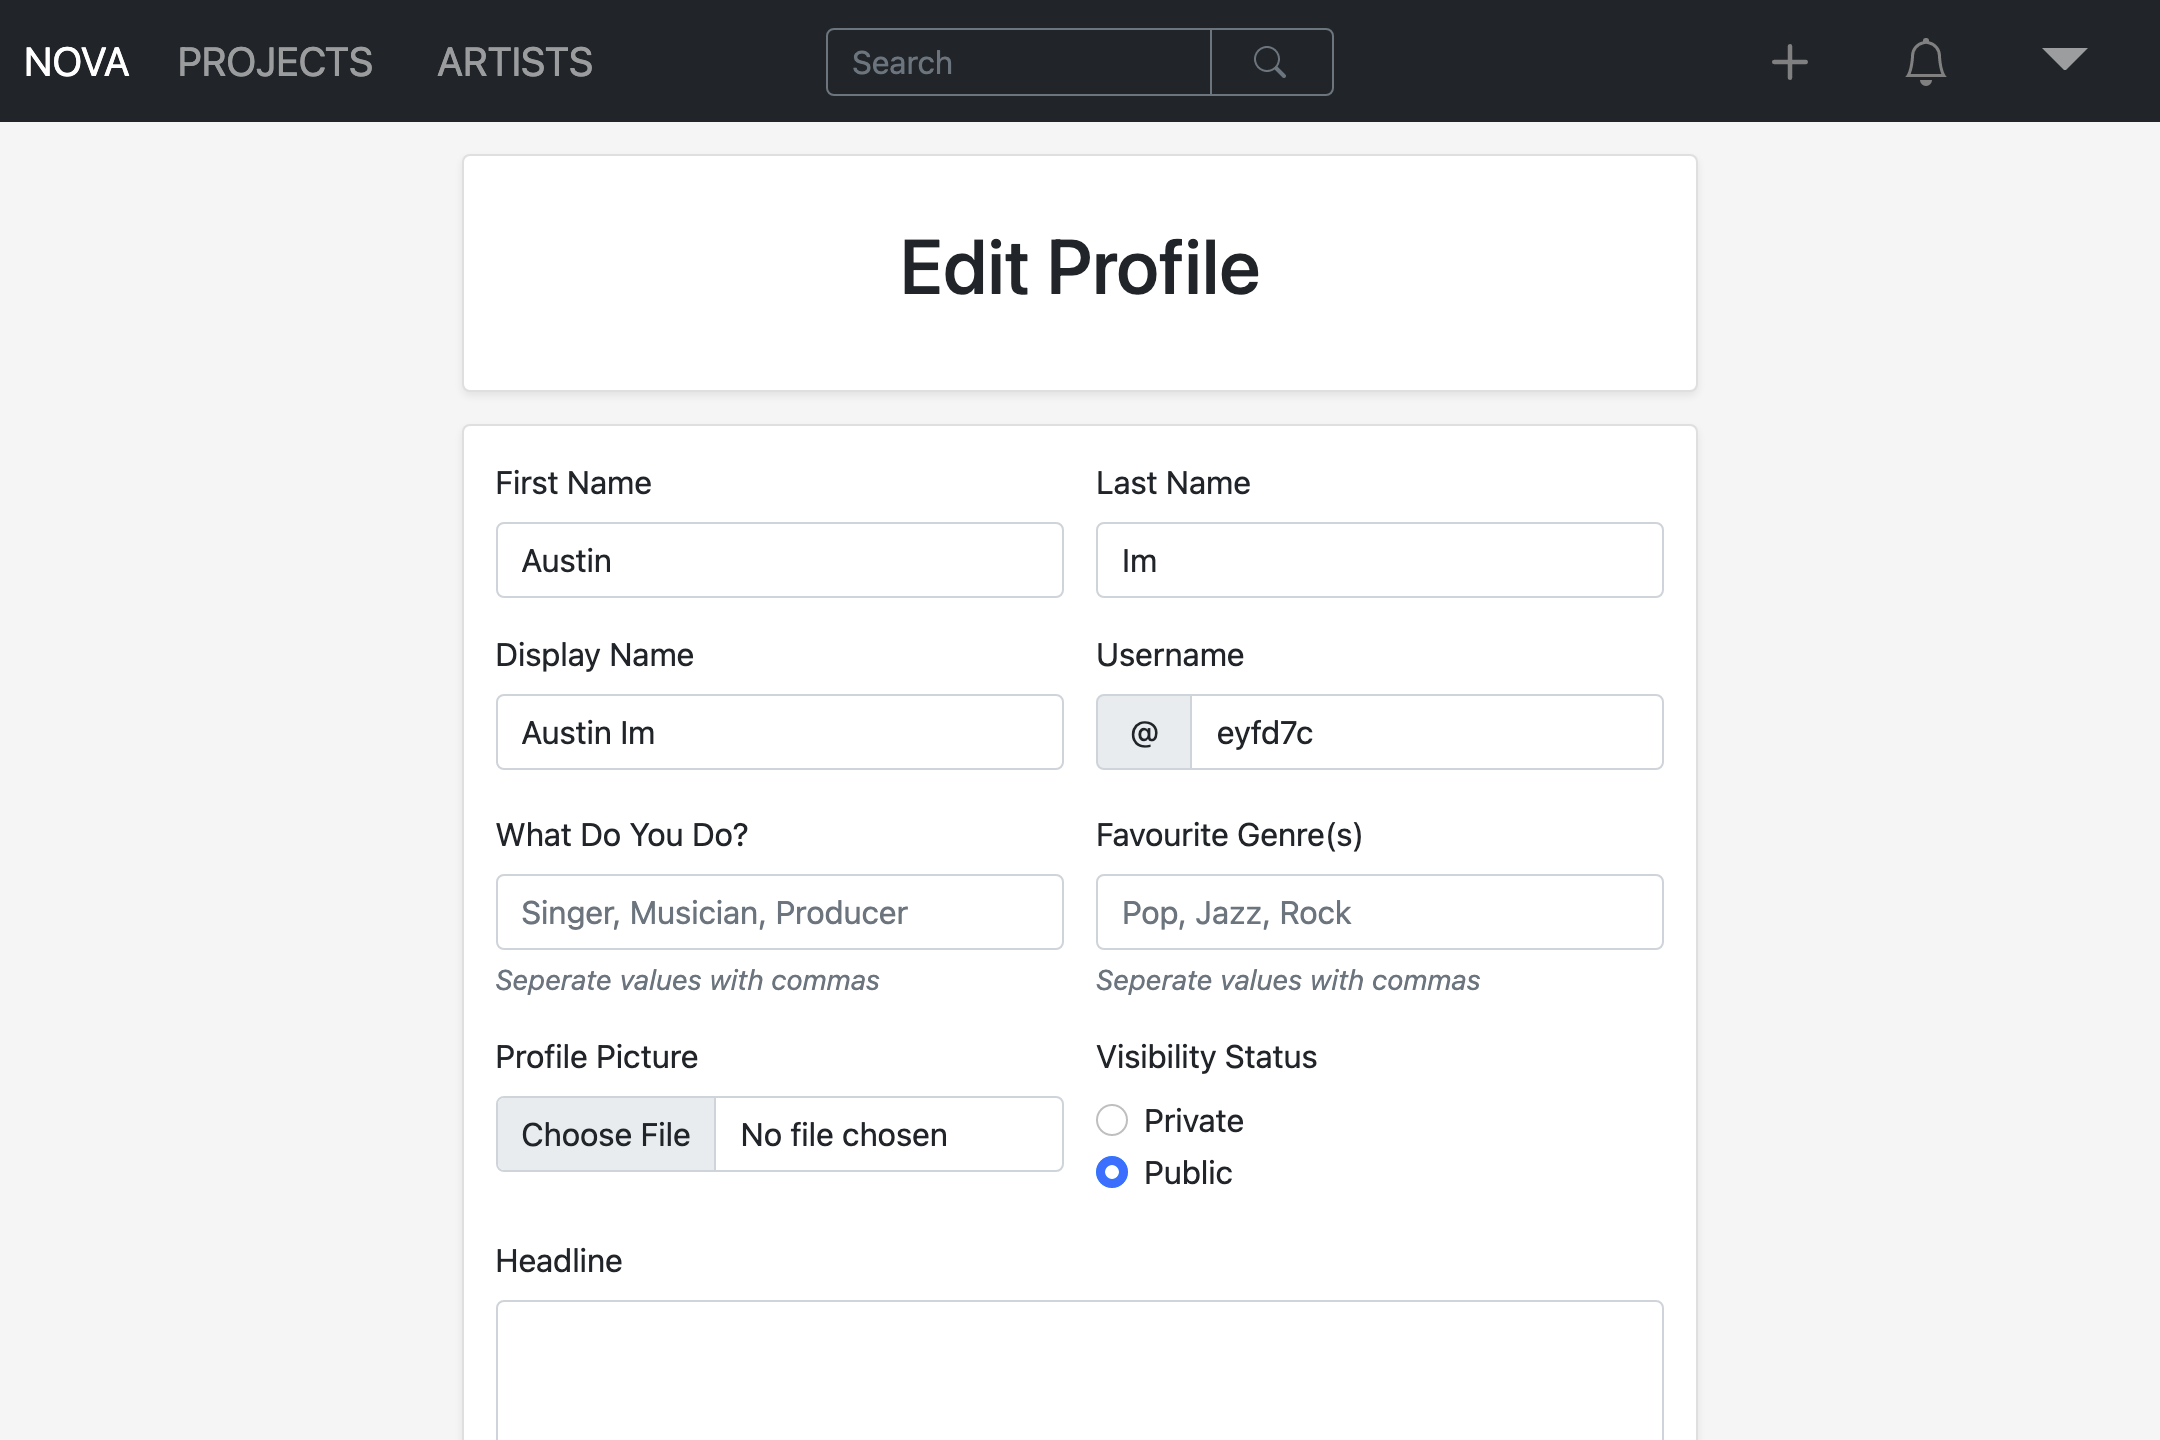 NOVA PROJECTS ARTISTS Search
Edit Profile
First Name Last Name
Austin Im
Display Name Username
Austin Im @ eyfd7c
What Do You Do? Favourite Genre(s)
Singer, Musician, Producer Pop, Jazz, Rock
Seperate values with commas Seperate values with commas
Profile Picture Visibility Status
Choose File No file chosen Private
Public
Headline